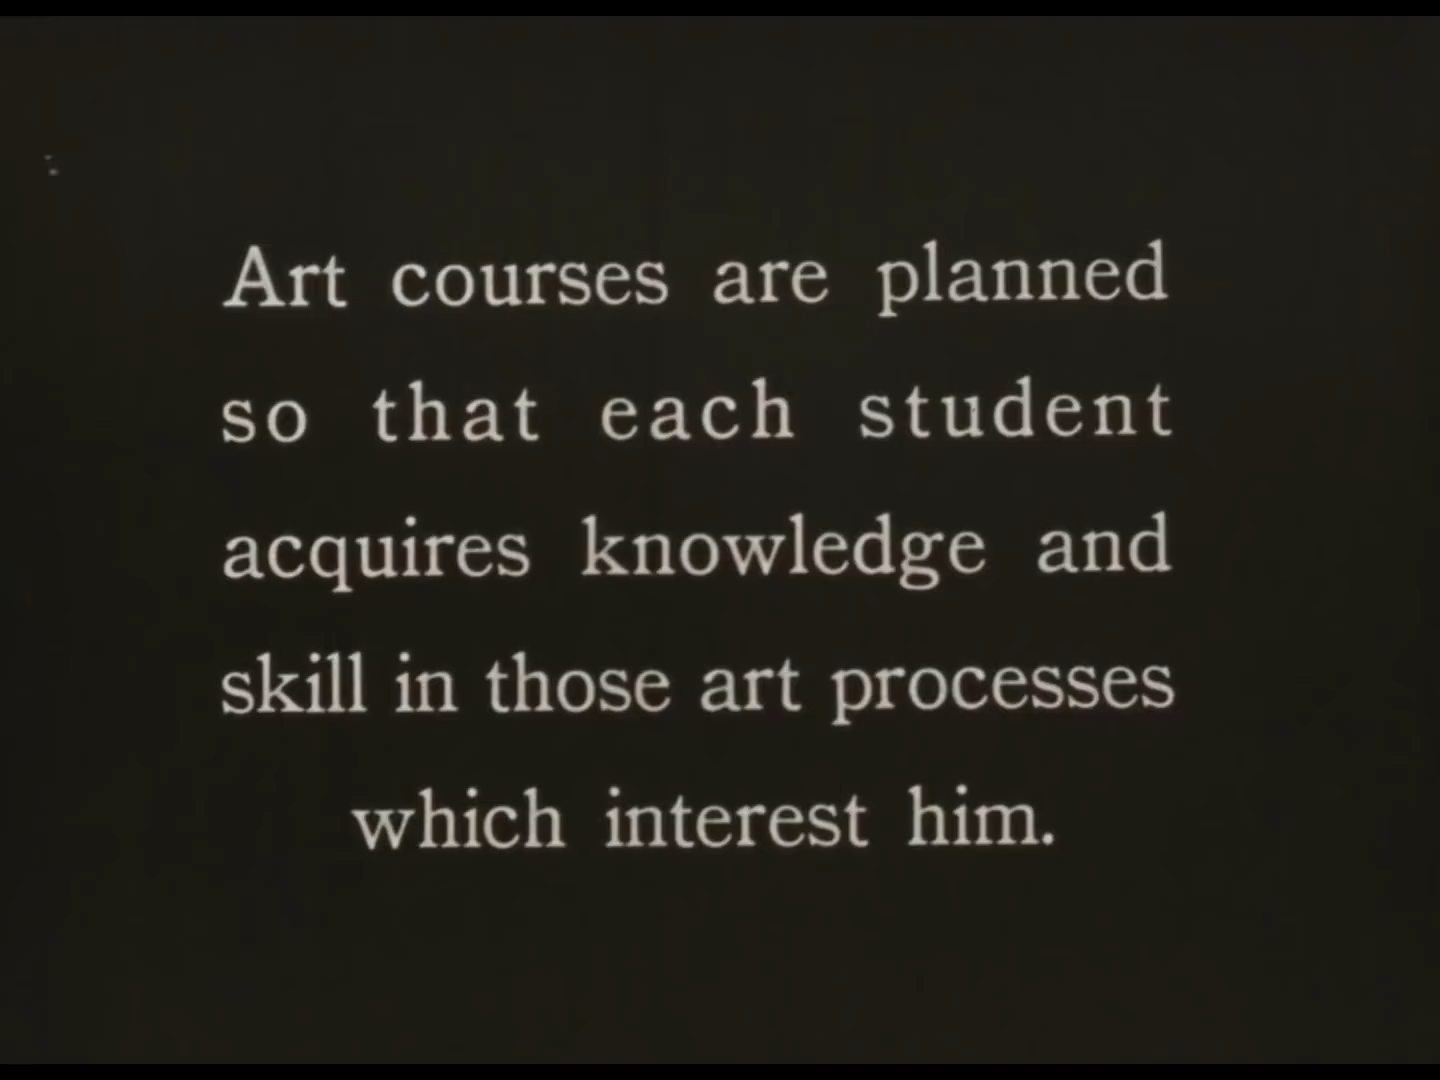 Art courses are planned
so that each student
acquires knowledge and
skill in those art processes
which interest him.